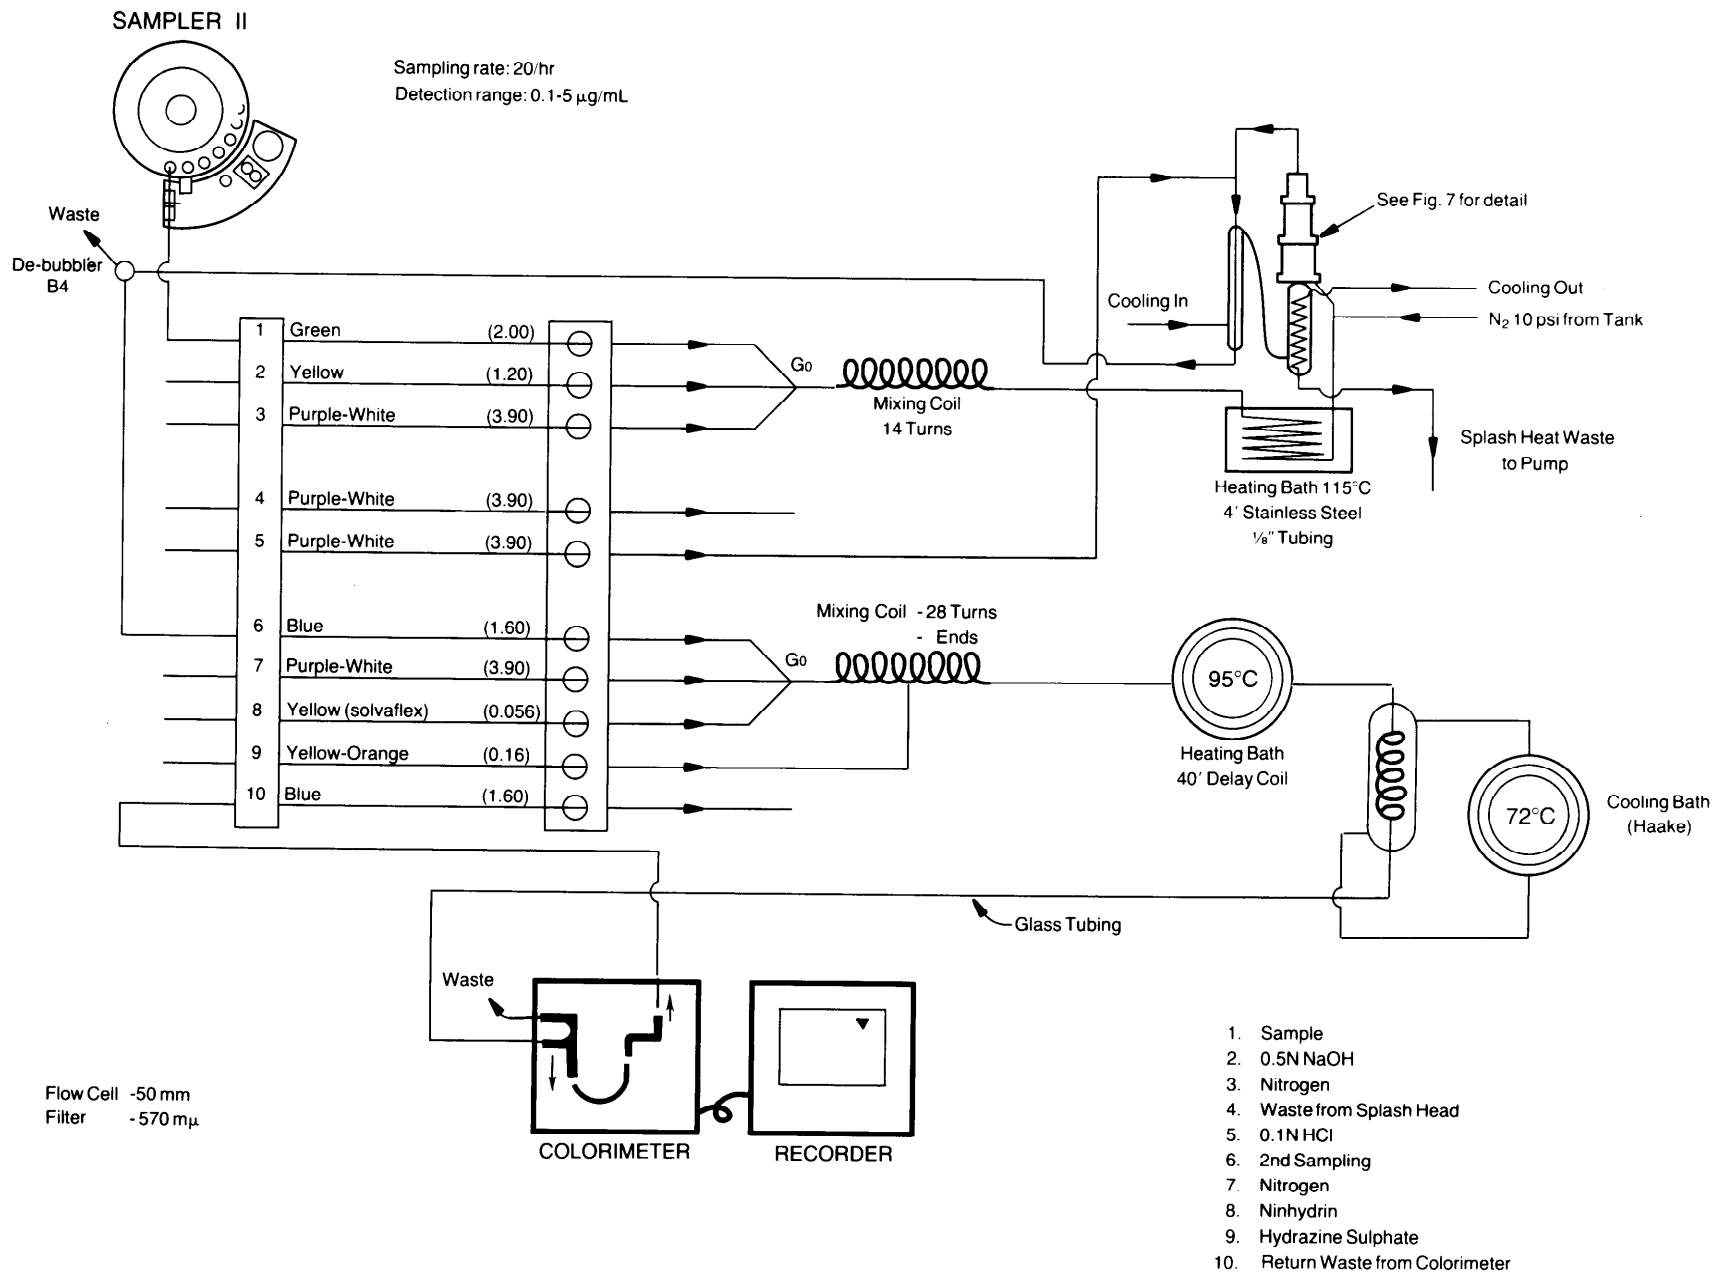 SAMPLER II
Sampling rate: 20/hr
Detection range: 0.1-5 µg/mL
Waste
De-bubbler
B4
See Fig. 7 for detail
Cooling In
Cooling Out
N2 10 psi from Tank
1 Green (2.00)
2 Yellow (1.20)
3 Purple-White (3.90)
4 Purple-White (3.90)
5 Purple-White (3.90)
6 Blue (1.60)
7 Purple-White (3.90)
8 Yellow (solvaflex) (0.056)
9 Yellow-Orange (0.16)
10 Blue (1.60)
G0
Mixing Coil
14 Turns
Splash Heat Waste
to Pump
Heating Bath 115°C
4' Stainless Steel
1/8" Tubing
Mixing Coil - 28 Turns
- Ends
G0
95°C
Heating Bath
40' Delay Coil
72°C
Cooling Bath
(Haake)
Glass Tubing
Waste
Flow Cell -50 mm
Filter - 570 mµ
COLORIMETER
RECORDER
1. Sample
2. 0.5N NaOH
3. Nitrogen
4. Waste from Splash Head
5. 0.1N HCl
6. 2nd Sampling
7. Nitrogen
8. Ninhydrin
9. Hydrazine Sulphate
10. Return Waste from Colorimeter